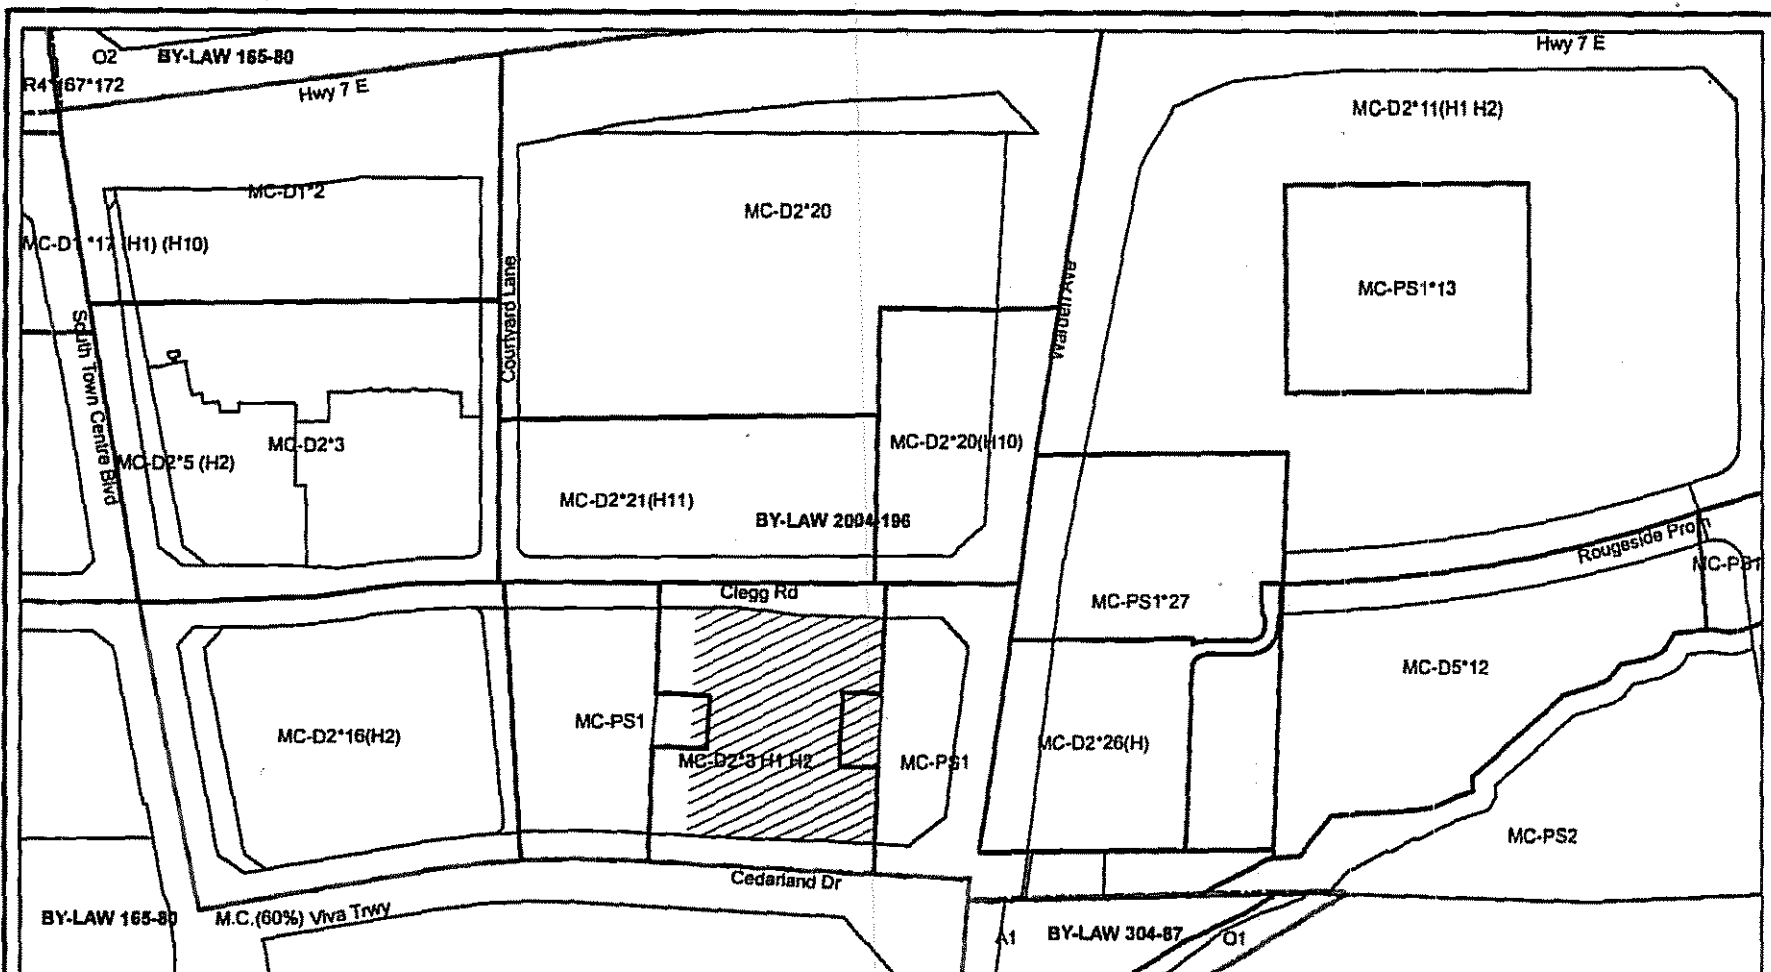 Hwy 7 E
O2
BY-LAW 165-80
R4*167*172
Hwy 7 E
MC-D2*11(H1 H2)
MC-D1*2
MC-D2*20
MC-D1 *17 (H1) (H10)
Courtyard Lane
Warden Ave
MC-PS1*13
South Town Centre Blvd
MC-D2*3
MC-D2*20(H10)
MC-D2*5 (H2)
MC-D2*21(H11)
BY-LAW 2004-196
Rougeside Prom
MC-PS1
Clegg Rd
MC-PS1*27
MC-D5*12
MC-PS1
MC-D2*16(H2)
MC-D2*26(H)
MC-D2*3 H1 H2
MC-PS1
MC-PS2
Cedarland Dr
BY-LAW 165-80
M.C.(60%) Viva Trwy
A1
BY-LAW 304-87
O1